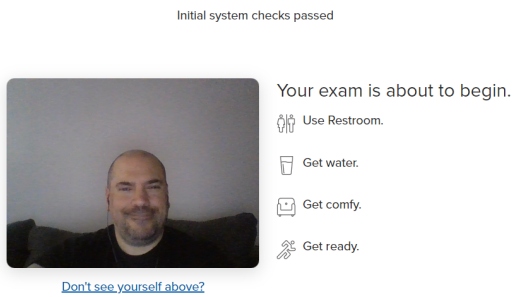 Initial system checks passed
Your exam is about to begin.
Use Restroom.
Get water.
Get comfy.
Get ready.
Don't see yourself above?